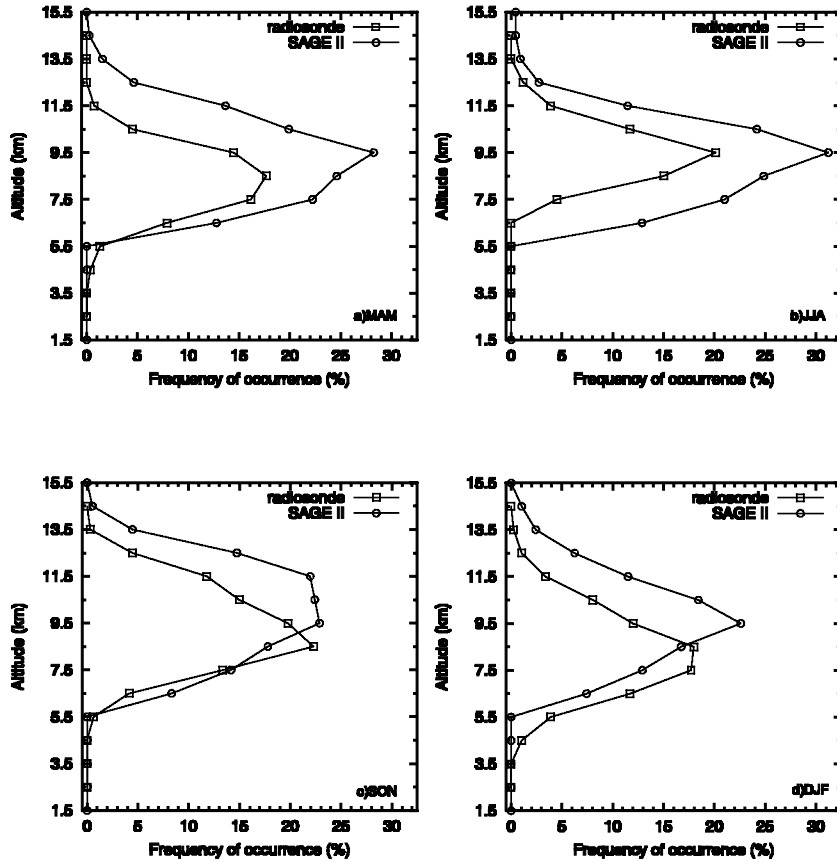 15.5
13.5
11.5
9.5
7.5
5.5
3.5
1.5
Altitude (km)
radiosonde
SAGE II
a)MAM
0 5 10 15 20 25 30
Frequency of occurrence (%)
15.5
13.5
11.5
9.5
7.5
5.5
3.5
1.5
Altitude (km)
radiosonde
SAGE II
b)JJA
0 5 10 15 20 25 30
Frequency of occurrence (%)
15.5
13.5
11.5
9.5
7.5
5.5
3.5
1.5
Altitude (km)
radiosonde
SAGE II
c)SON
0 5 10 15 20 25 30
Frequency of occurrence (%)
15.5
13.5
11.5
9.5
7.5
5.5
3.5
1.5
Altitude (km)
radiosonde
SAGE II
d)DJF
0 5 10 15 20 25 30
Frequency of occurrence (%)